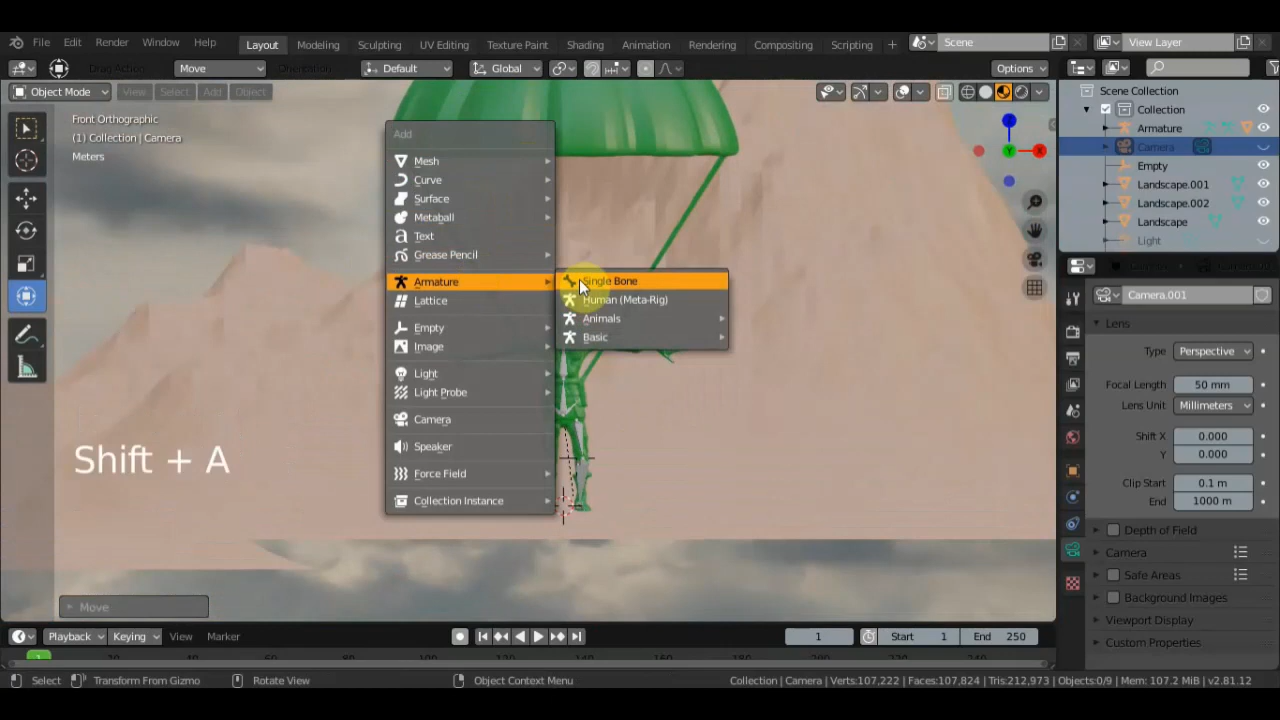 File Edit Render Window Help Layout Modeling Sculpting UV Editing Texture Paint Shading Animation Rendering Compositing Scripting + Scene View Layer
Drag Action Move Orientation Default Global Options
Object Mode View Select Add Object
Scene Collection
Collection
Armature
Camera
Empty
Landscape.001
Landscape.002
Landscape
Light
Front Orthographic
(1) Collection | Camera
Meters
Z
Y
X
Add
Mesh
Curve
Surface
Metaball
Text
Grease Pencil
Armature
Lattice
Empty
Image
Light
Light Probe
Camera
Speaker
Force Field
Collection Instance
Single Bone
Human (Meta-Rig)
Animals
Basic
Shift + A
Camera.001
Lens
Type Perspective
Focal Length 50 mm
Lens Unit Millimeters
Shift X 0.000
Y 0.000
Clip Start 0.1 m
End 1000 m
Depth of Field
Camera
Safe Areas
Background Images
Viewport Display
Custom Properties
Move
Playback Keying View Marker 1 Start 1 End 250
1
Select Transform From Gizmo Rotate View Object Context Menu Collection | Camera | Verts:107,222 | Faces:107,824 | Tris:212,973 | Objects:0/9 | Mem: 107.2 MiB | v2.81.12